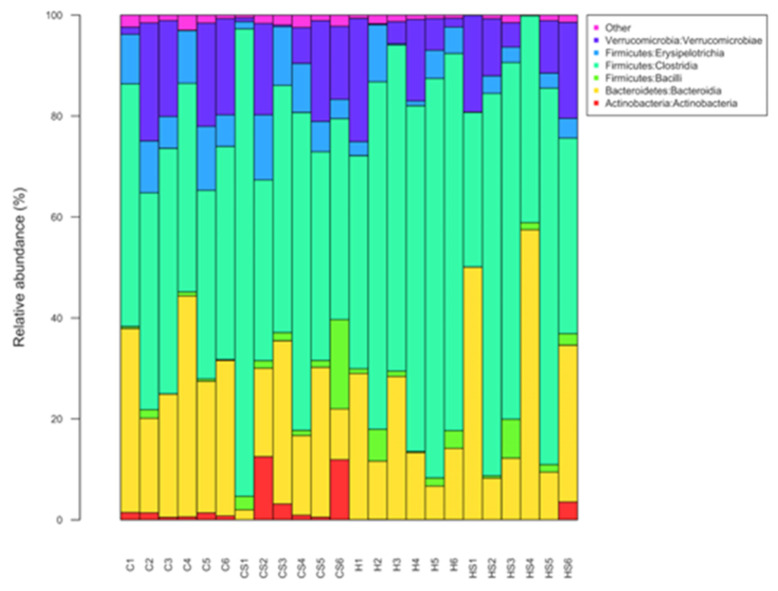 Relative abundance (%)
100
80
60
40
20
0
C1 C2 C3 C4 C5 C6 CS1 CS2 CS3 CS4 CS5 CS6 H1 H2 H3 H4 H5 H6 HS1 HS2 HS3 HS4 HS5 HS6
Other
Verrucomicrobia:Verrucomicrobiae
Firmicutes:Erysipelotrichia
Firmicutes:Clostridia
Firmicutes:Bacilli
Bacteroidetes:Bacteroidia
Actinobacteria:Actinobacteria